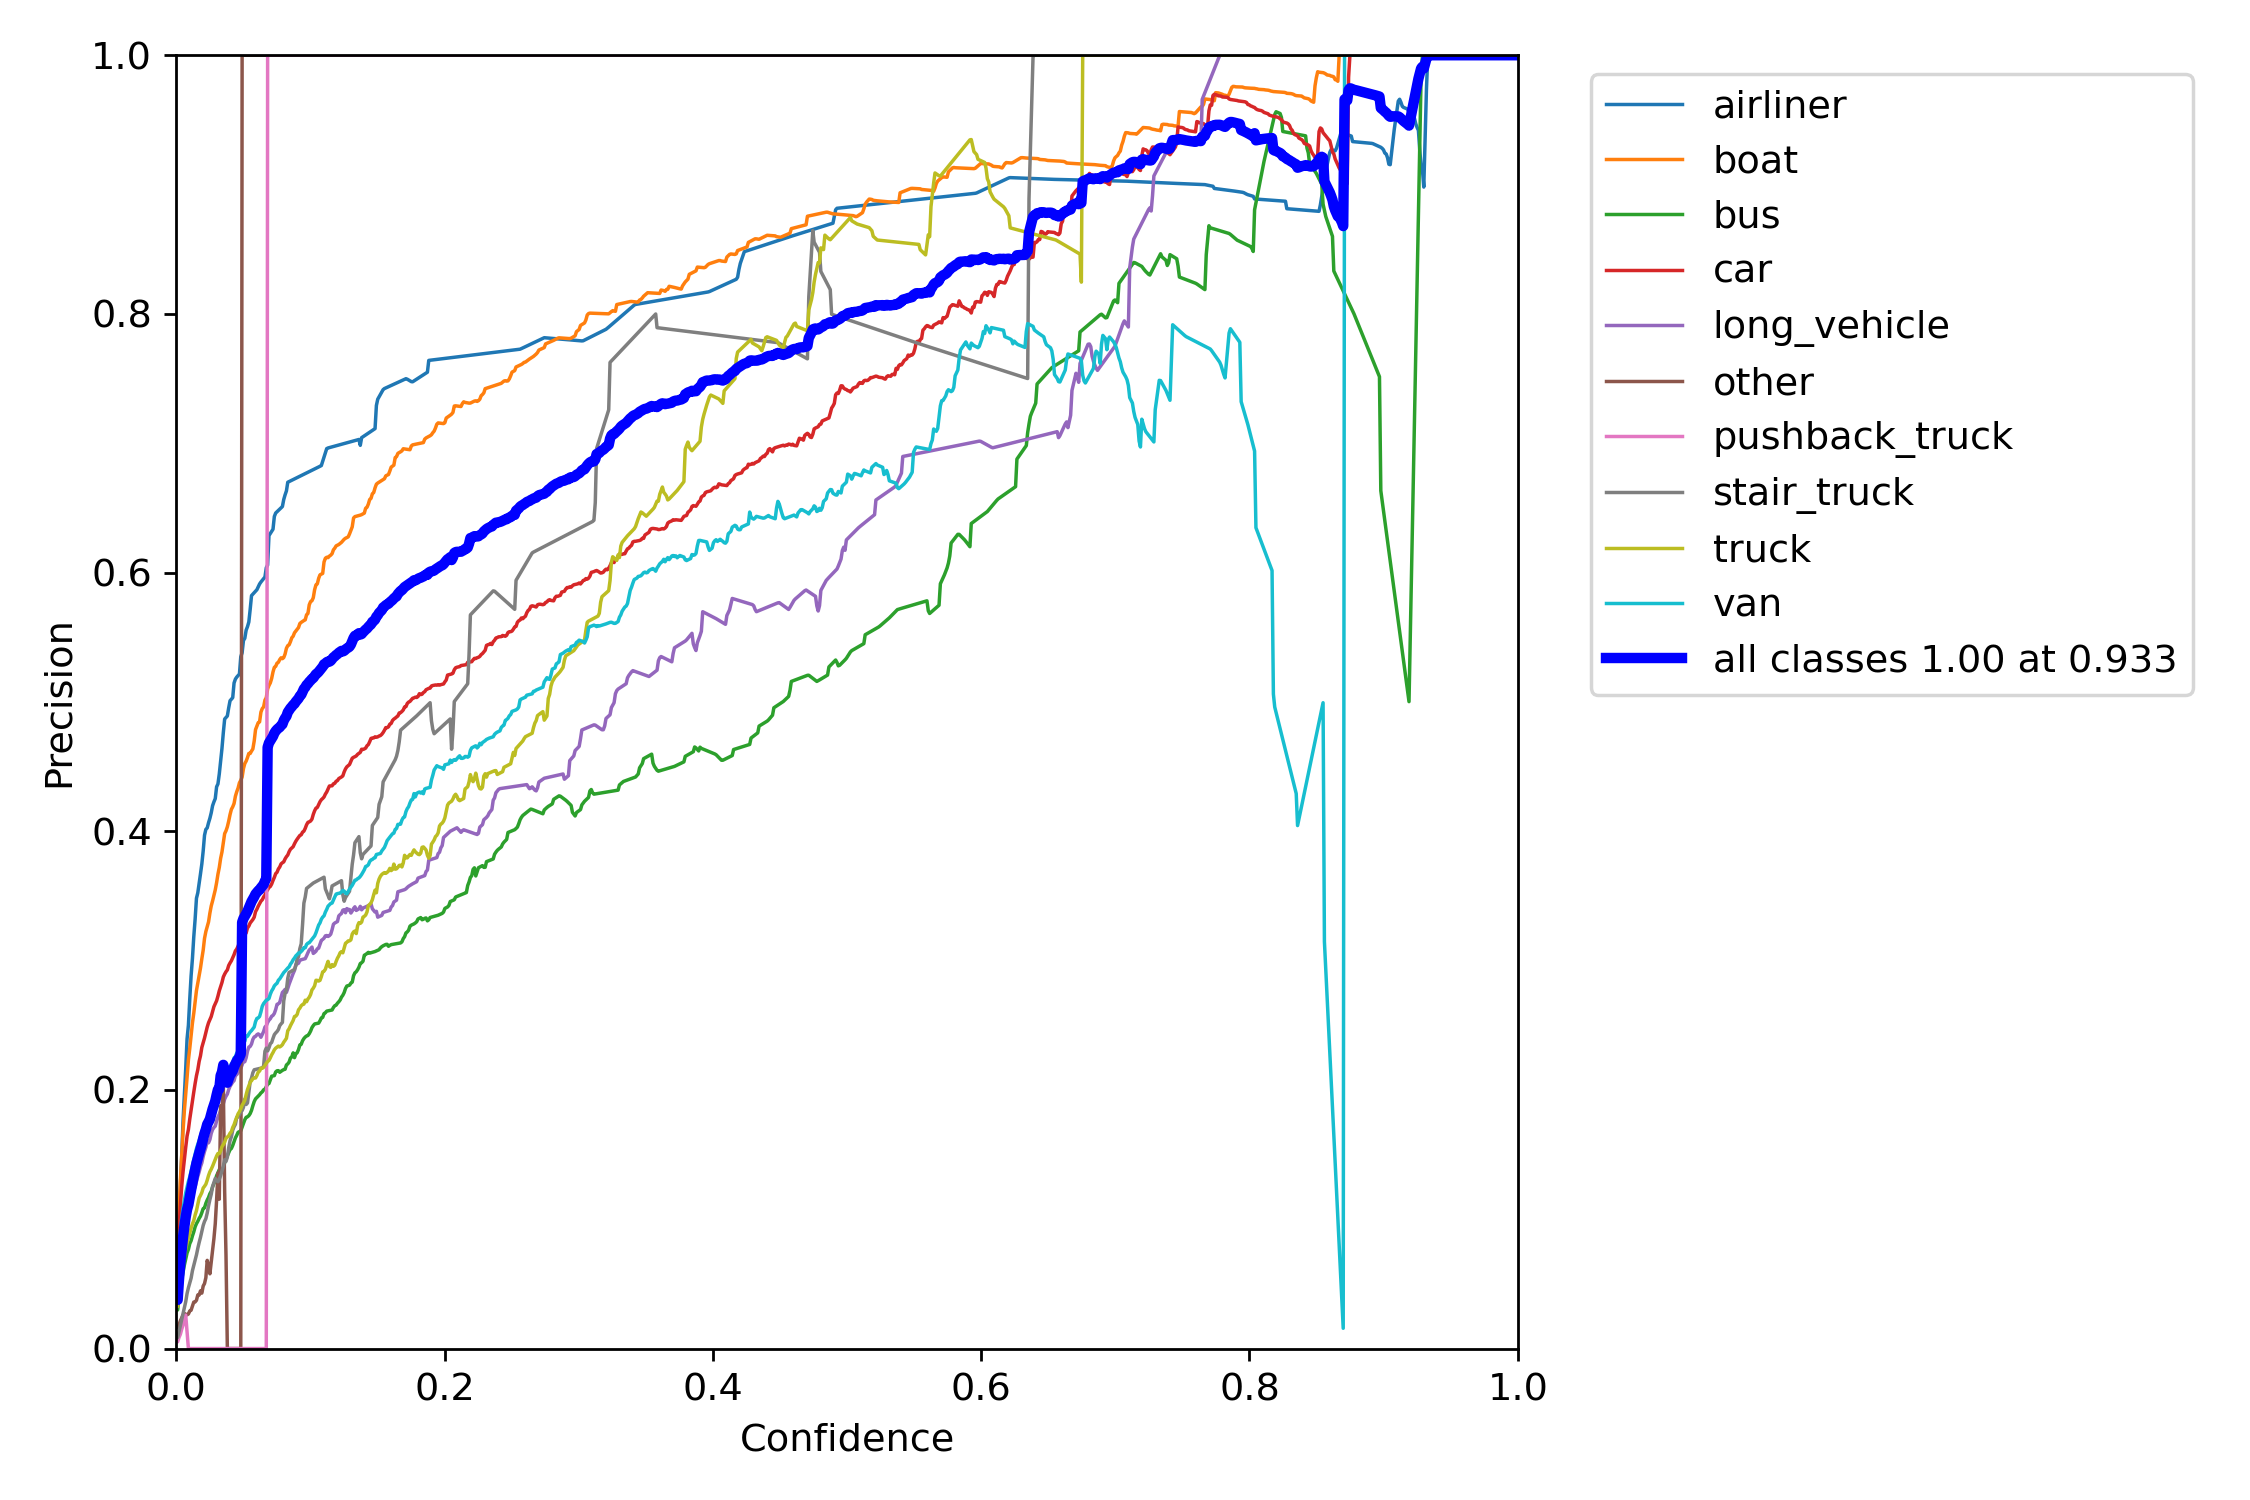 1.0
0.8
0.6
0.4
0.2
0.0
Precision
0.0 0.2 0.4 0.6 0.8 1.0
Confidence
airliner
boat
bus
car
long_vehicle
other
pushback_truck
stair_truck
truck
van
all classes 1.00 at 0.933